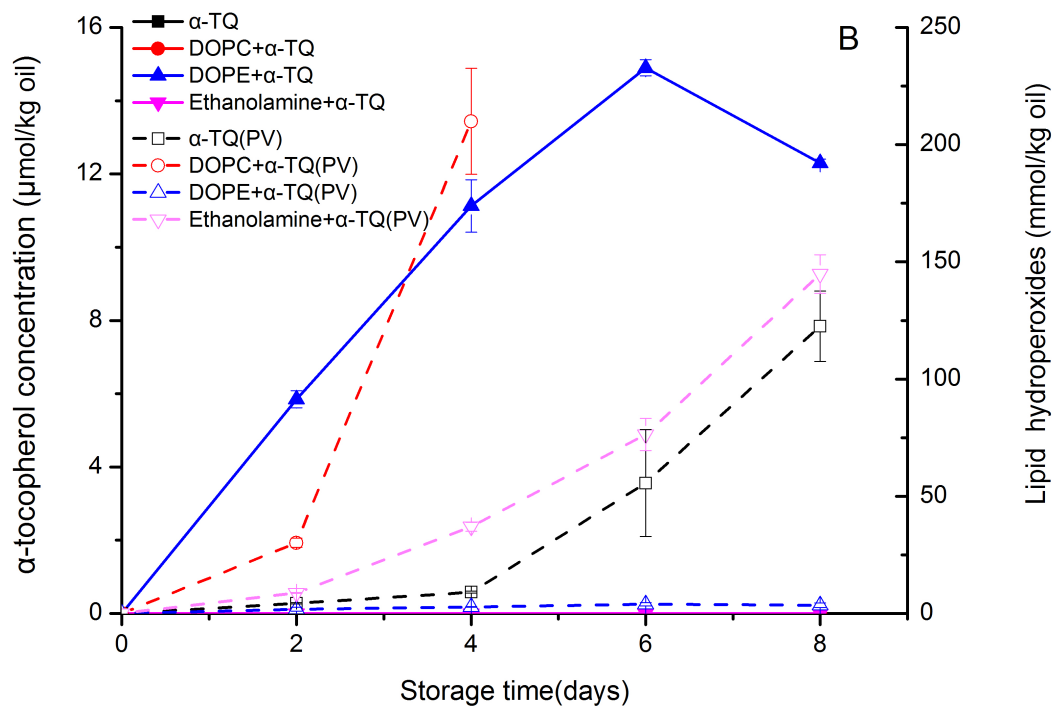 α-TQ
DOPC+α-TQ
DOPE+α-TQ
Ethanolamine+α-TQ
α-TQ(PV)
DOPC+α-TQ(PV)
DOPE+α-TQ(PV)
Ethanolamine+α-TQ(PV)
B
16
12
8
4
0
α-tocopherol concentration (μmol/kg oil)
250
200
150
100
50
0
Lipid hydroperoxides (mmol/kg oil)
0 2 4 6 8
Storage time(days)